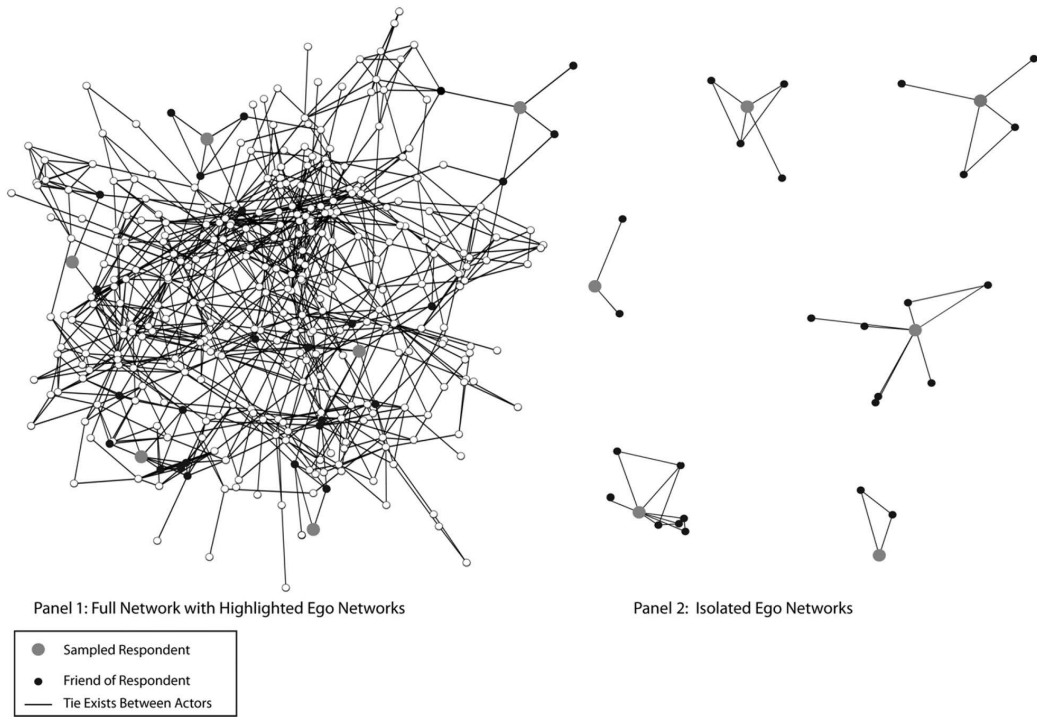 Panel 1: Full Network with Highlighted Ego Networks
Panel 2: Isolated Ego Networks
Sampled Respondent
Friend of Respondent
Tie Exists Between Actors